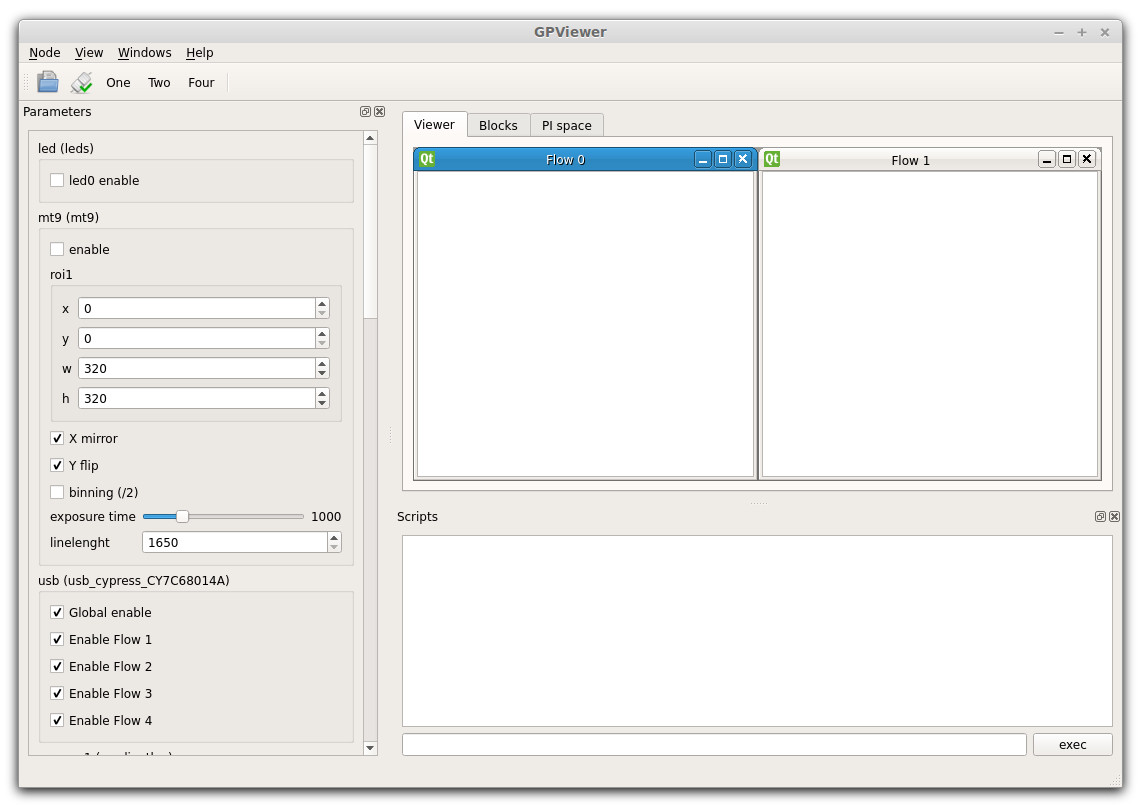 GPViewer
Node View Windows Help
One Two Four
Parameters
led (leds)
led0 enable
mt9 (mt9)
enable
roi1
x 0
y 0
w 320
h 320
X mirror
Y flip
binning (/2)
exposure time 1000
linelenght 1650
usb (usb_cypress_CY7C68014A)
Global enable
Enable Flow 1
Enable Flow 2
Enable Flow 3
Enable Flow 4
Viewer Blocks PI space
Qt Flow 0
Qt Flow 1
Scripts
exec